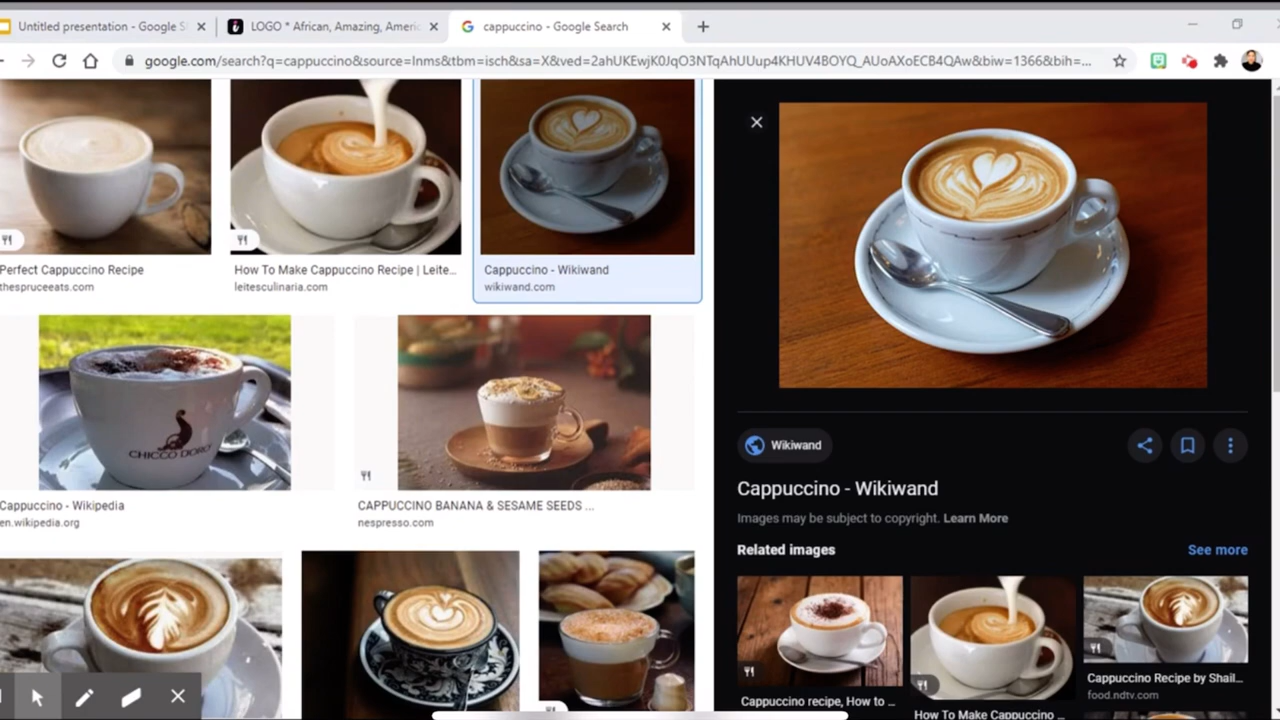 Untitled presentation - Google Sl
LOGO * African, Amazing, Americ
cappuccino - Google Search
google.com/search?q=cappuccino&source=lnms&tbm=isch&sa=X&ved=2ahUKEwjK0JqO3NTqAhUUup4KHUV4BOYQ_AUoAXoECB4QAw&biw=1366&bih=...
Perfect Cappuccino Recipe
thespruceeats.com
How To Make Cappuccino Recipe | Leite...
leitesculinaria.com
Cappuccino - Wikiwand
wikiwand.com
CHICCO D'ORO
Cappuccino - Wikipedia
en.wikipedia.org
CAPPUCCINO BANANA & SESAME SEEDS ...
nespresso.com
Wikiwand
Cappuccino - Wikiwand
Images may be subject to copyright. Learn More
Related images
See more
Cappuccino recipe, How to ...
How To Make Cappuccino ...
Cappuccino Recipe by Shail...
food.ndtv.com